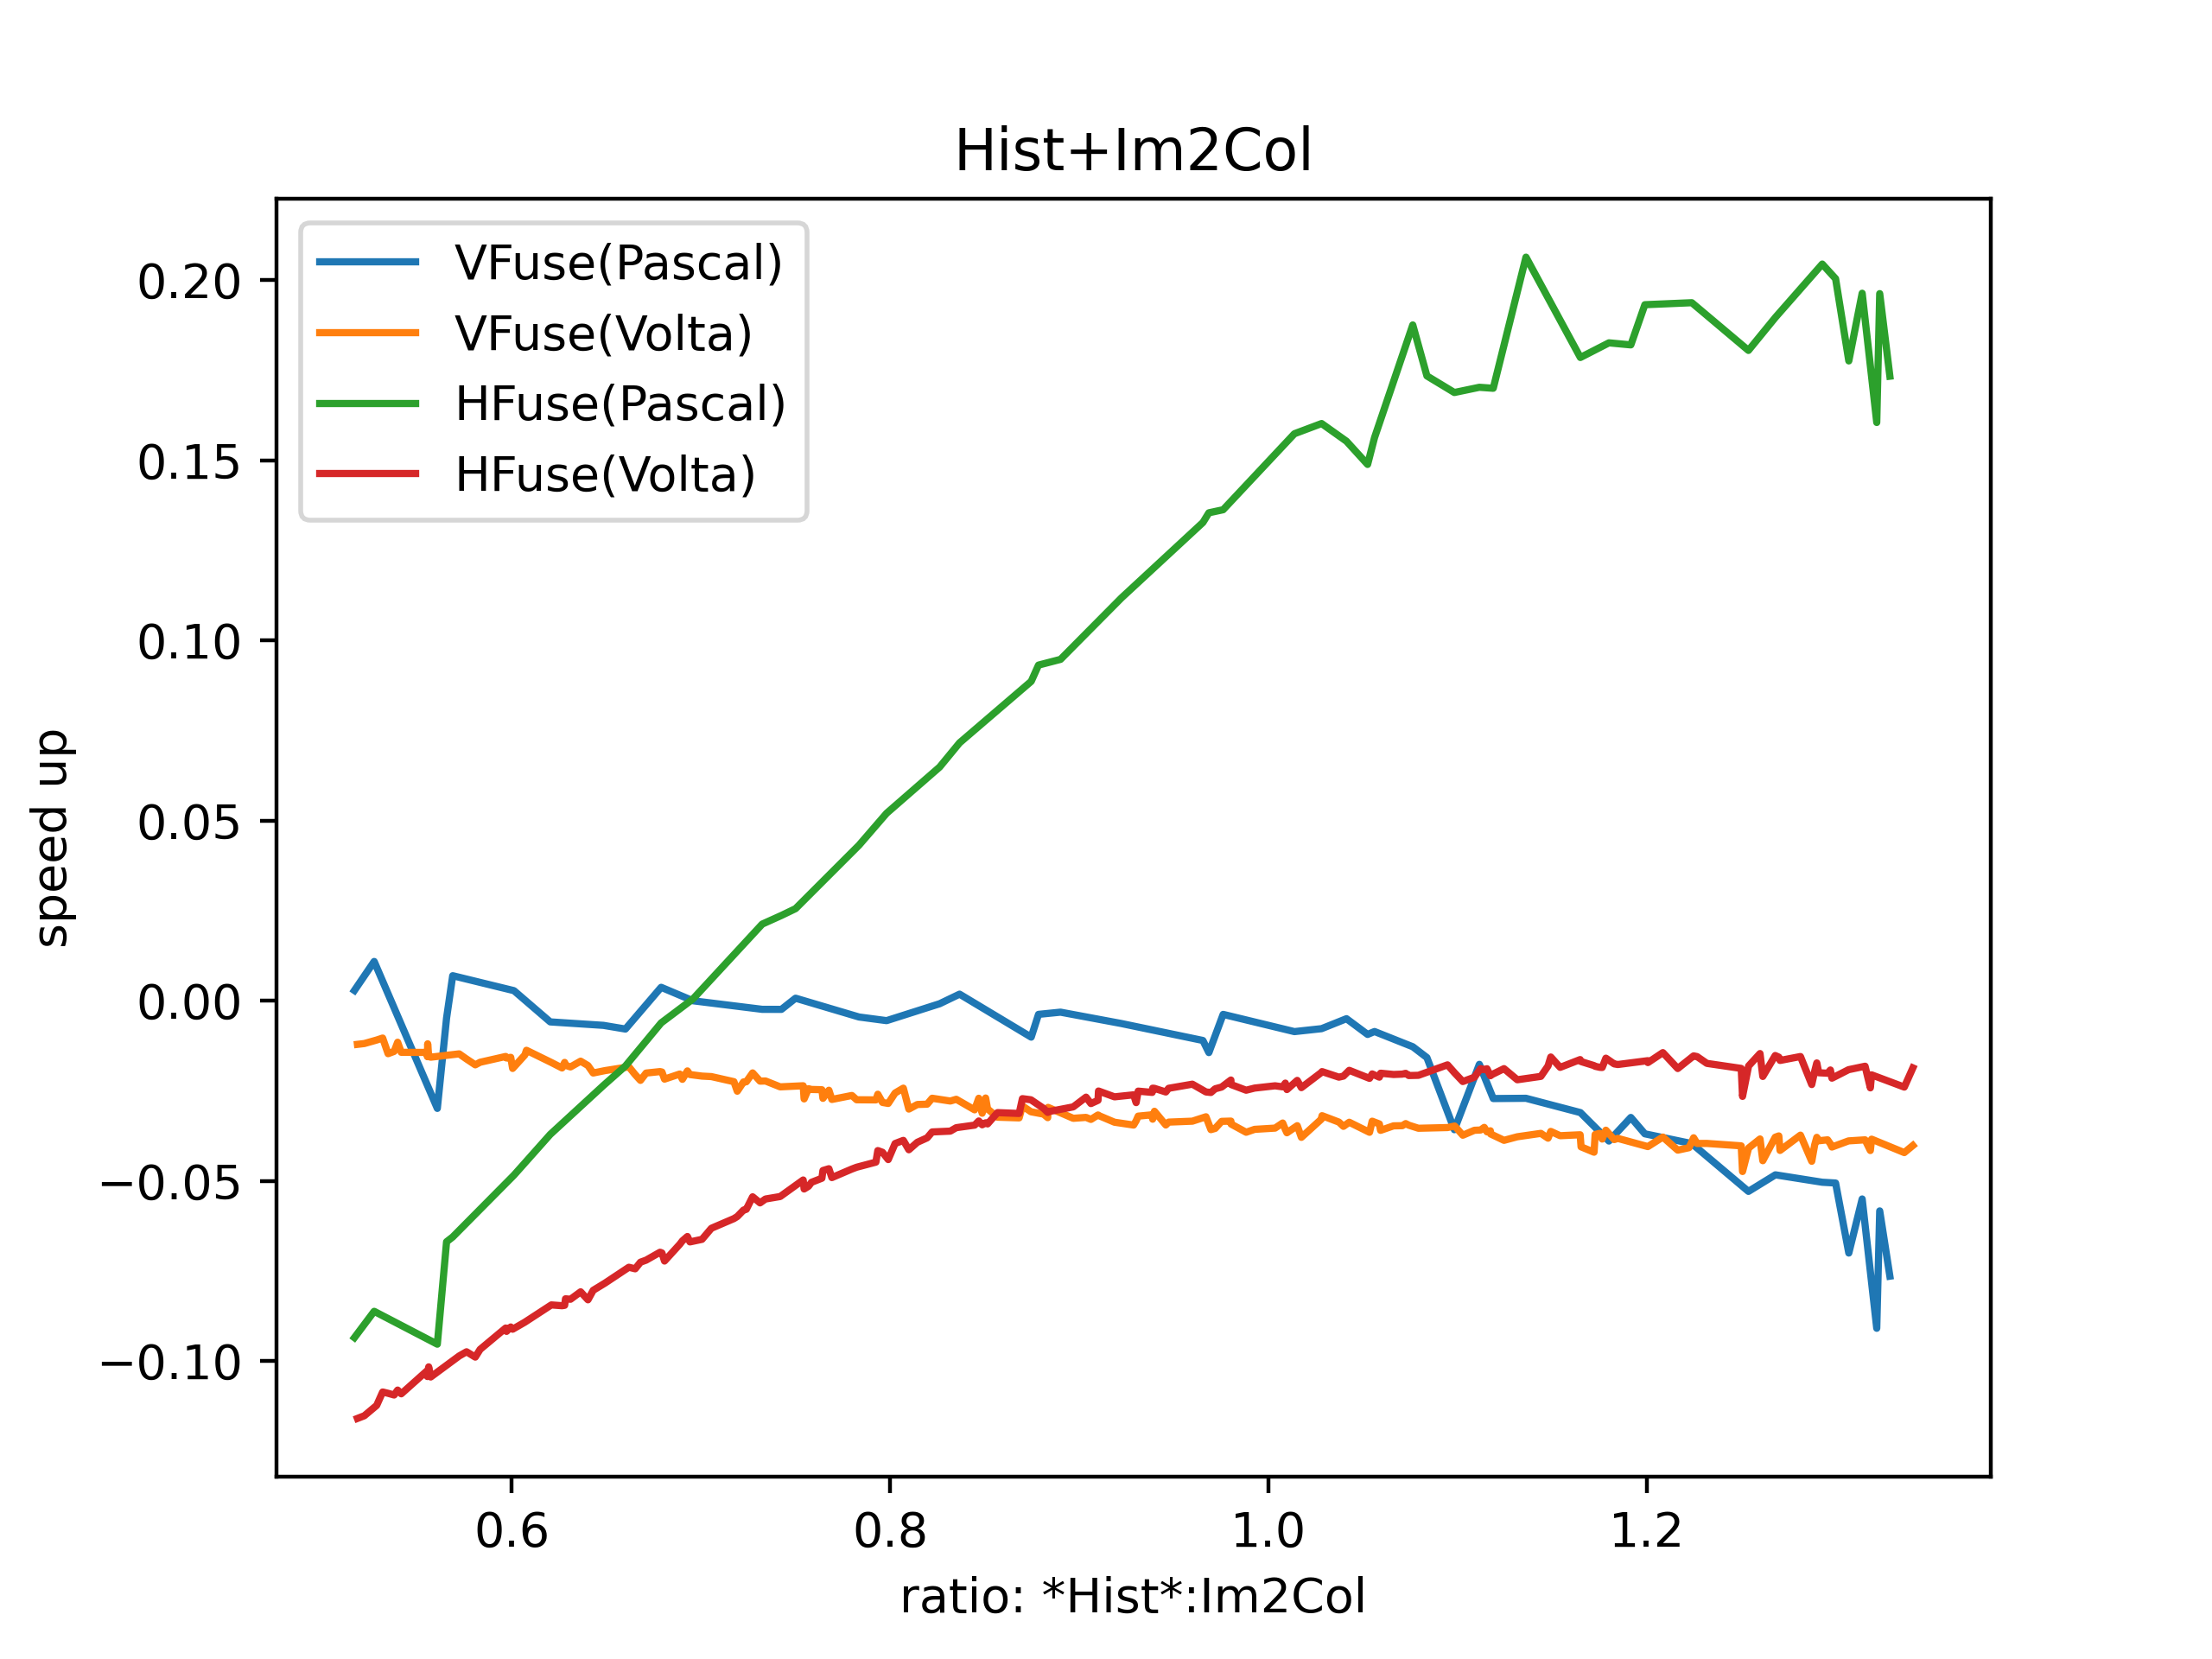 Hist+Im2Col
VFuse(Pascal)
VFuse(Volta)
HFuse(Pascal)
HFuse(Volta)
0.20
0.15
0.10
0.05
0.00
−0.05
−0.10
speed up
0.6 0.8 1.0 1.2
ratio: *Hist*:Im2Col